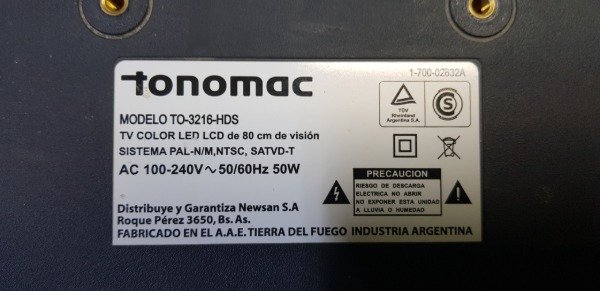 1-700-02832A
tonomac
MODELO TO-3216-HDS
TV COLOR LED LCD de 80 cm de visión
SISTEMA PAL-N/M,NTSC, SATVD-T
AC 100-240V~50/60Hz 50W
TÜV
Rheinland
Argentina S.A.
S
PRECAUCION
RIESGO DE DESCARGA
ELECTRICA NO ABRIR
NO EXPONER ESTA UNIDAD
A LLUVIA O HUMEDAD
Distribuye y Garantiza Newsan S.A
Roque Pérez 3650, Bs. As.
FABRICADO EN EL A.A.E.TIERRA DEL FUEGO INDUSTRIA ARGENTINA